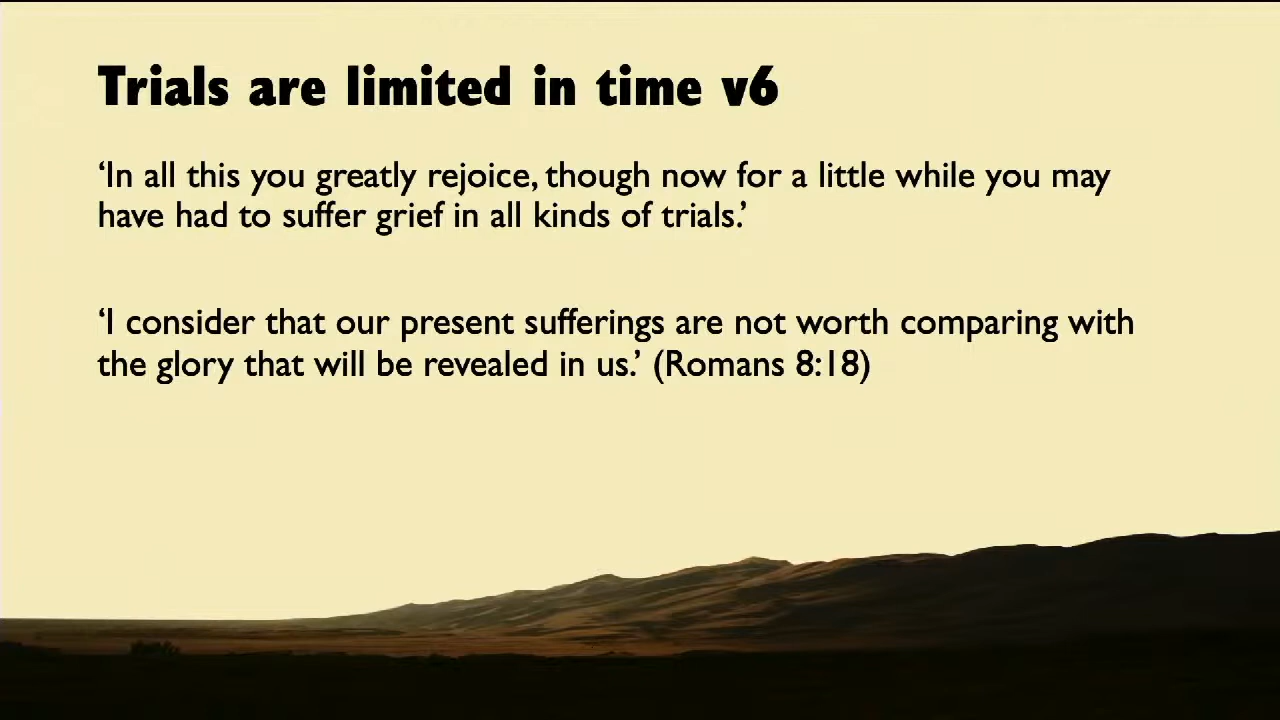 Trials are limited in time v6
‘In all this you greatly rejoice, though now for a little while you may
have had to suffer grief in all kinds of trials.’
‘I consider that our present sufferings are not worth comparing with
the glory that will be revealed in us.’ (Romans 8:18)